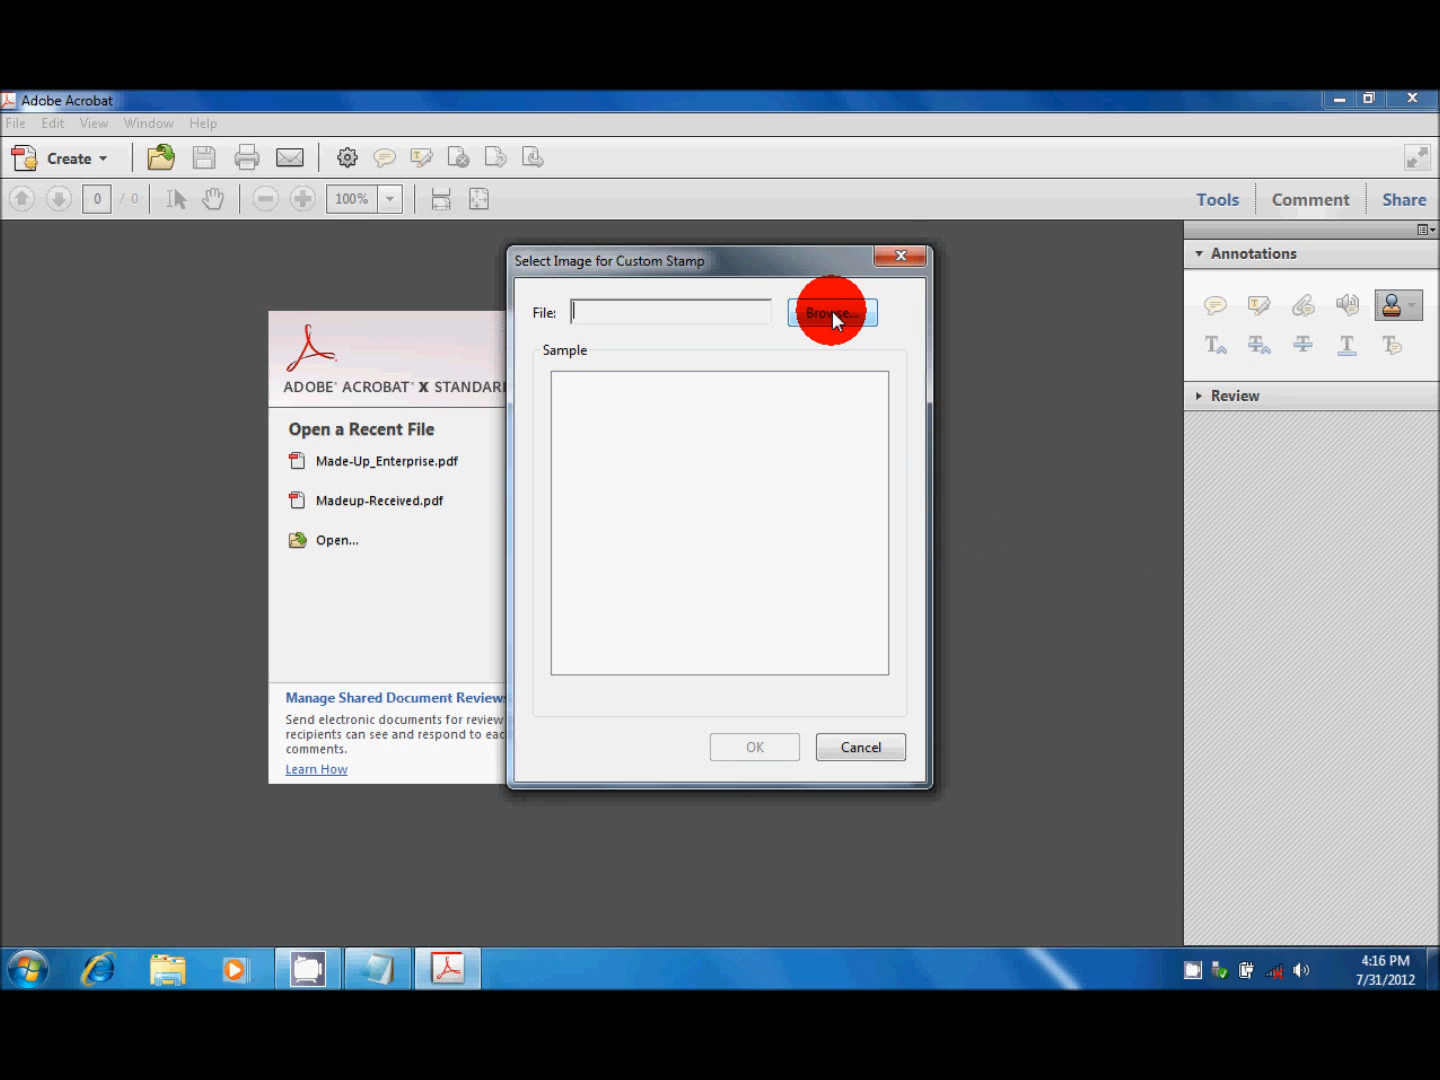 Adobe Acrobat
File Edit View Window Help
Create
0 / 0 100% Tools Comment Share
Annotations
Review
Select Image for Custom Stamp
File: Browse...
Sample
OK Cancel
ADOBE® ACROBAT® X STANDAR
Open a Recent File
Made-Up_Enterprise.pdf
Madeup-Received.pdf
Open...
Manage Shared Document Reviews
Send electronic documents for review
recipients can see and respond to eac
comments.
Learn How
4:16 PM
7/31/2012